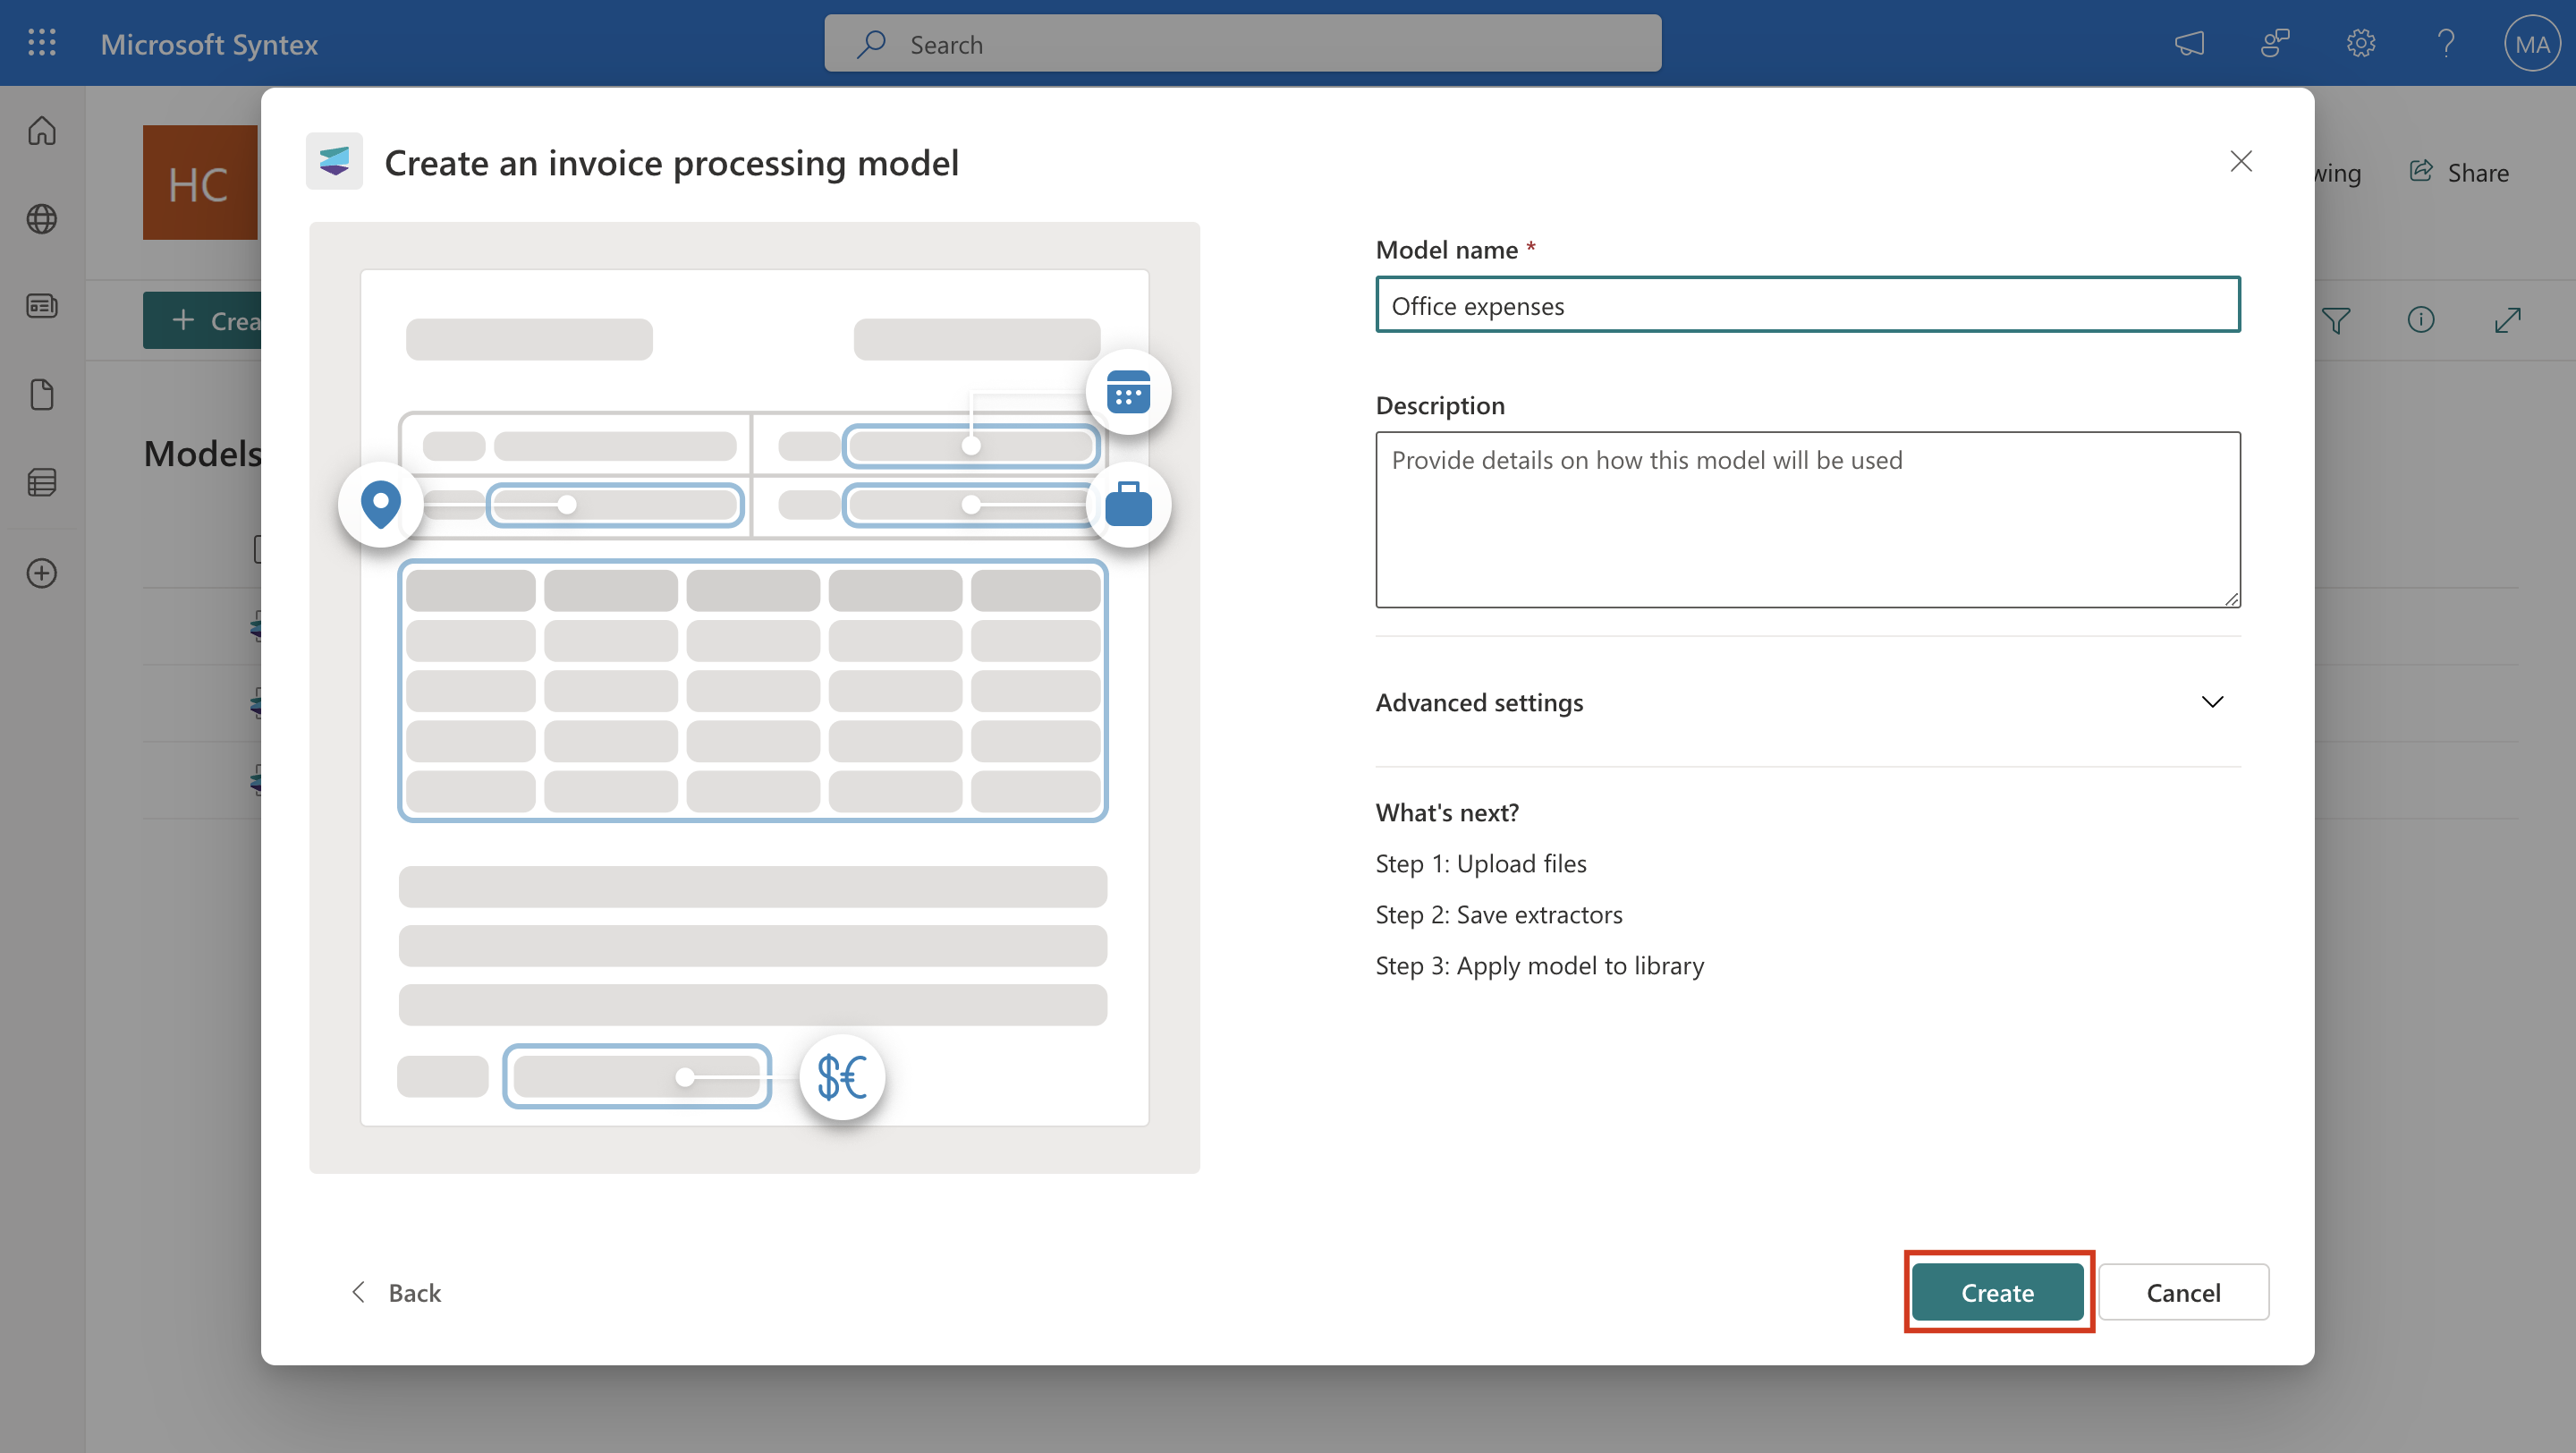 Microsoft Syntex
Search
MA
HC
Create an invoice processing model
wing
Share
Model name *
+ Crea
Office expenses
Description
Models
Provide details on how this model will be used
Advanced settings
What's next?
Step 1: Upload files
Step 2: Save extractors
Step 3: Apply model to library
$€
Back
Create
Cancel